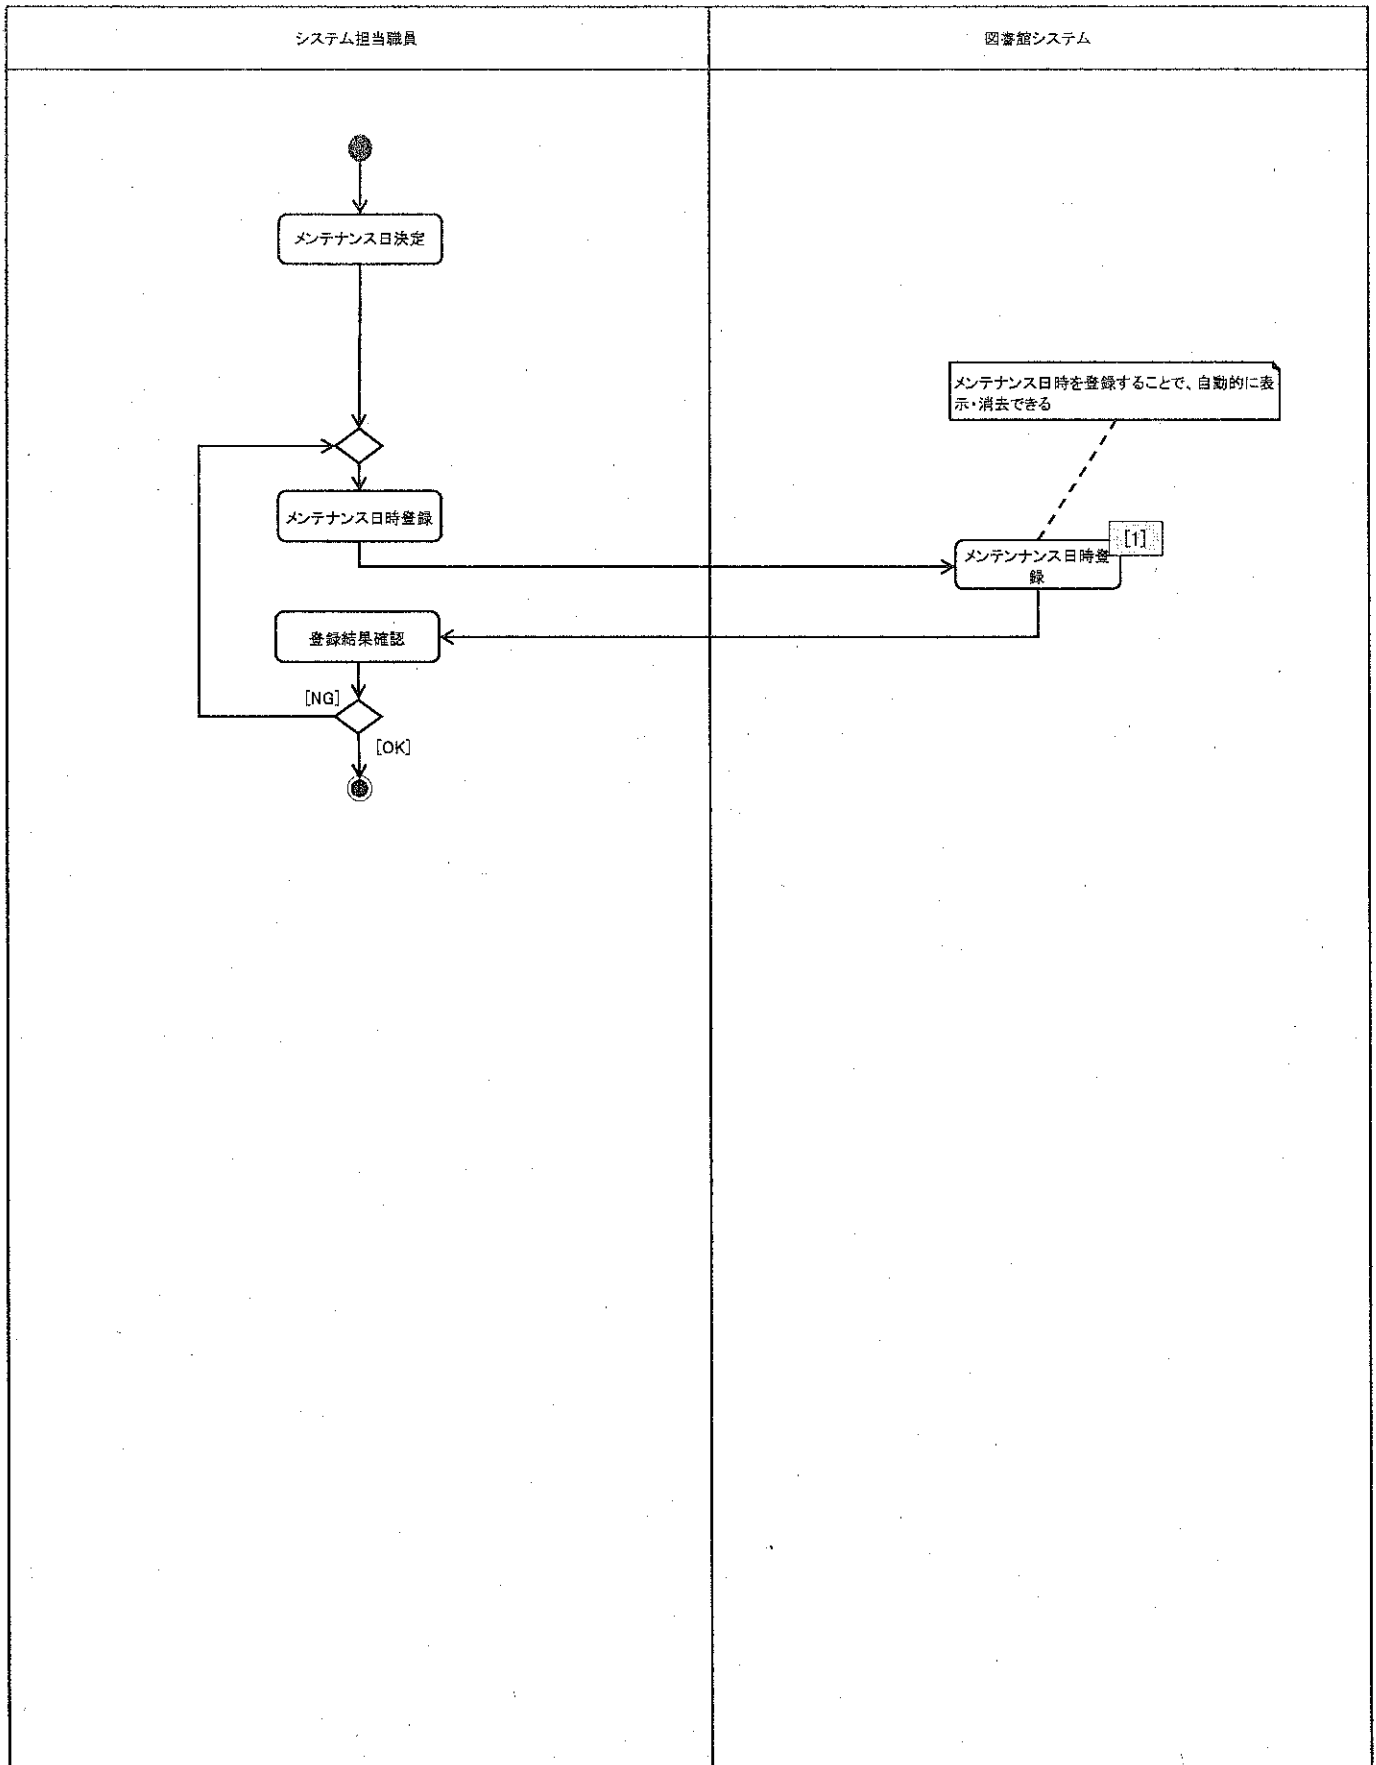 システム担当職員
図書館システム
メンテナンス日決定
メンテナンス日時を登録することで、自動的に表
示・消去できる
メンテナンス日時登録
[1]
メンテンナンス日時登
録
登録結果確認
[NG]
[OK]